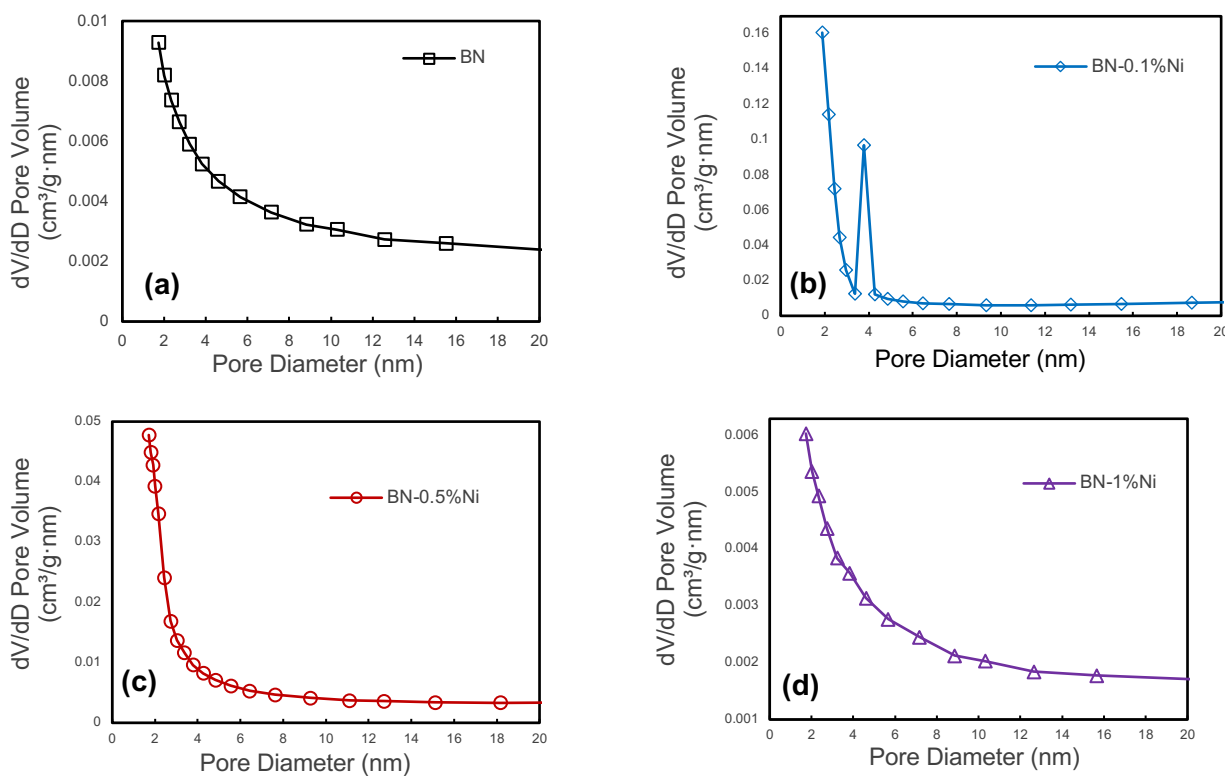 0.01
0.008
0.006
0.004
0.002
0
dV/dD Pore Volume
(cm³/g·nm)
BN
(a)
0 2 4 6 8 10 12 14 16 18 20
Pore Diameter (nm)
0.16
0.14
0.12
0.1
0.08
0.06
0.04
0.02
0
dV/dD Pore Volume
(cm³/g·nm)
BN-0.1%Ni
(b)
0 2 4 6 8 10 12 14 16 18 20
Pore Diameter (nm)
0.05
0.04
0.03
0.02
0.01
0
dV/dD Pore Volume
(cm³/g·nm)
BN-0.5%Ni
(c)
0 2 4 6 8 10 12 14 16 18 20
Pore Diameter (nm)
0.006
0.005
0.004
0.003
0.002
0.001
dV/dD Pore Volume
(cm³/g·nm)
BN-1%Ni
(d)
0 2 4 6 8 10 12 14 16 18 20
Pore Diameter (nm)